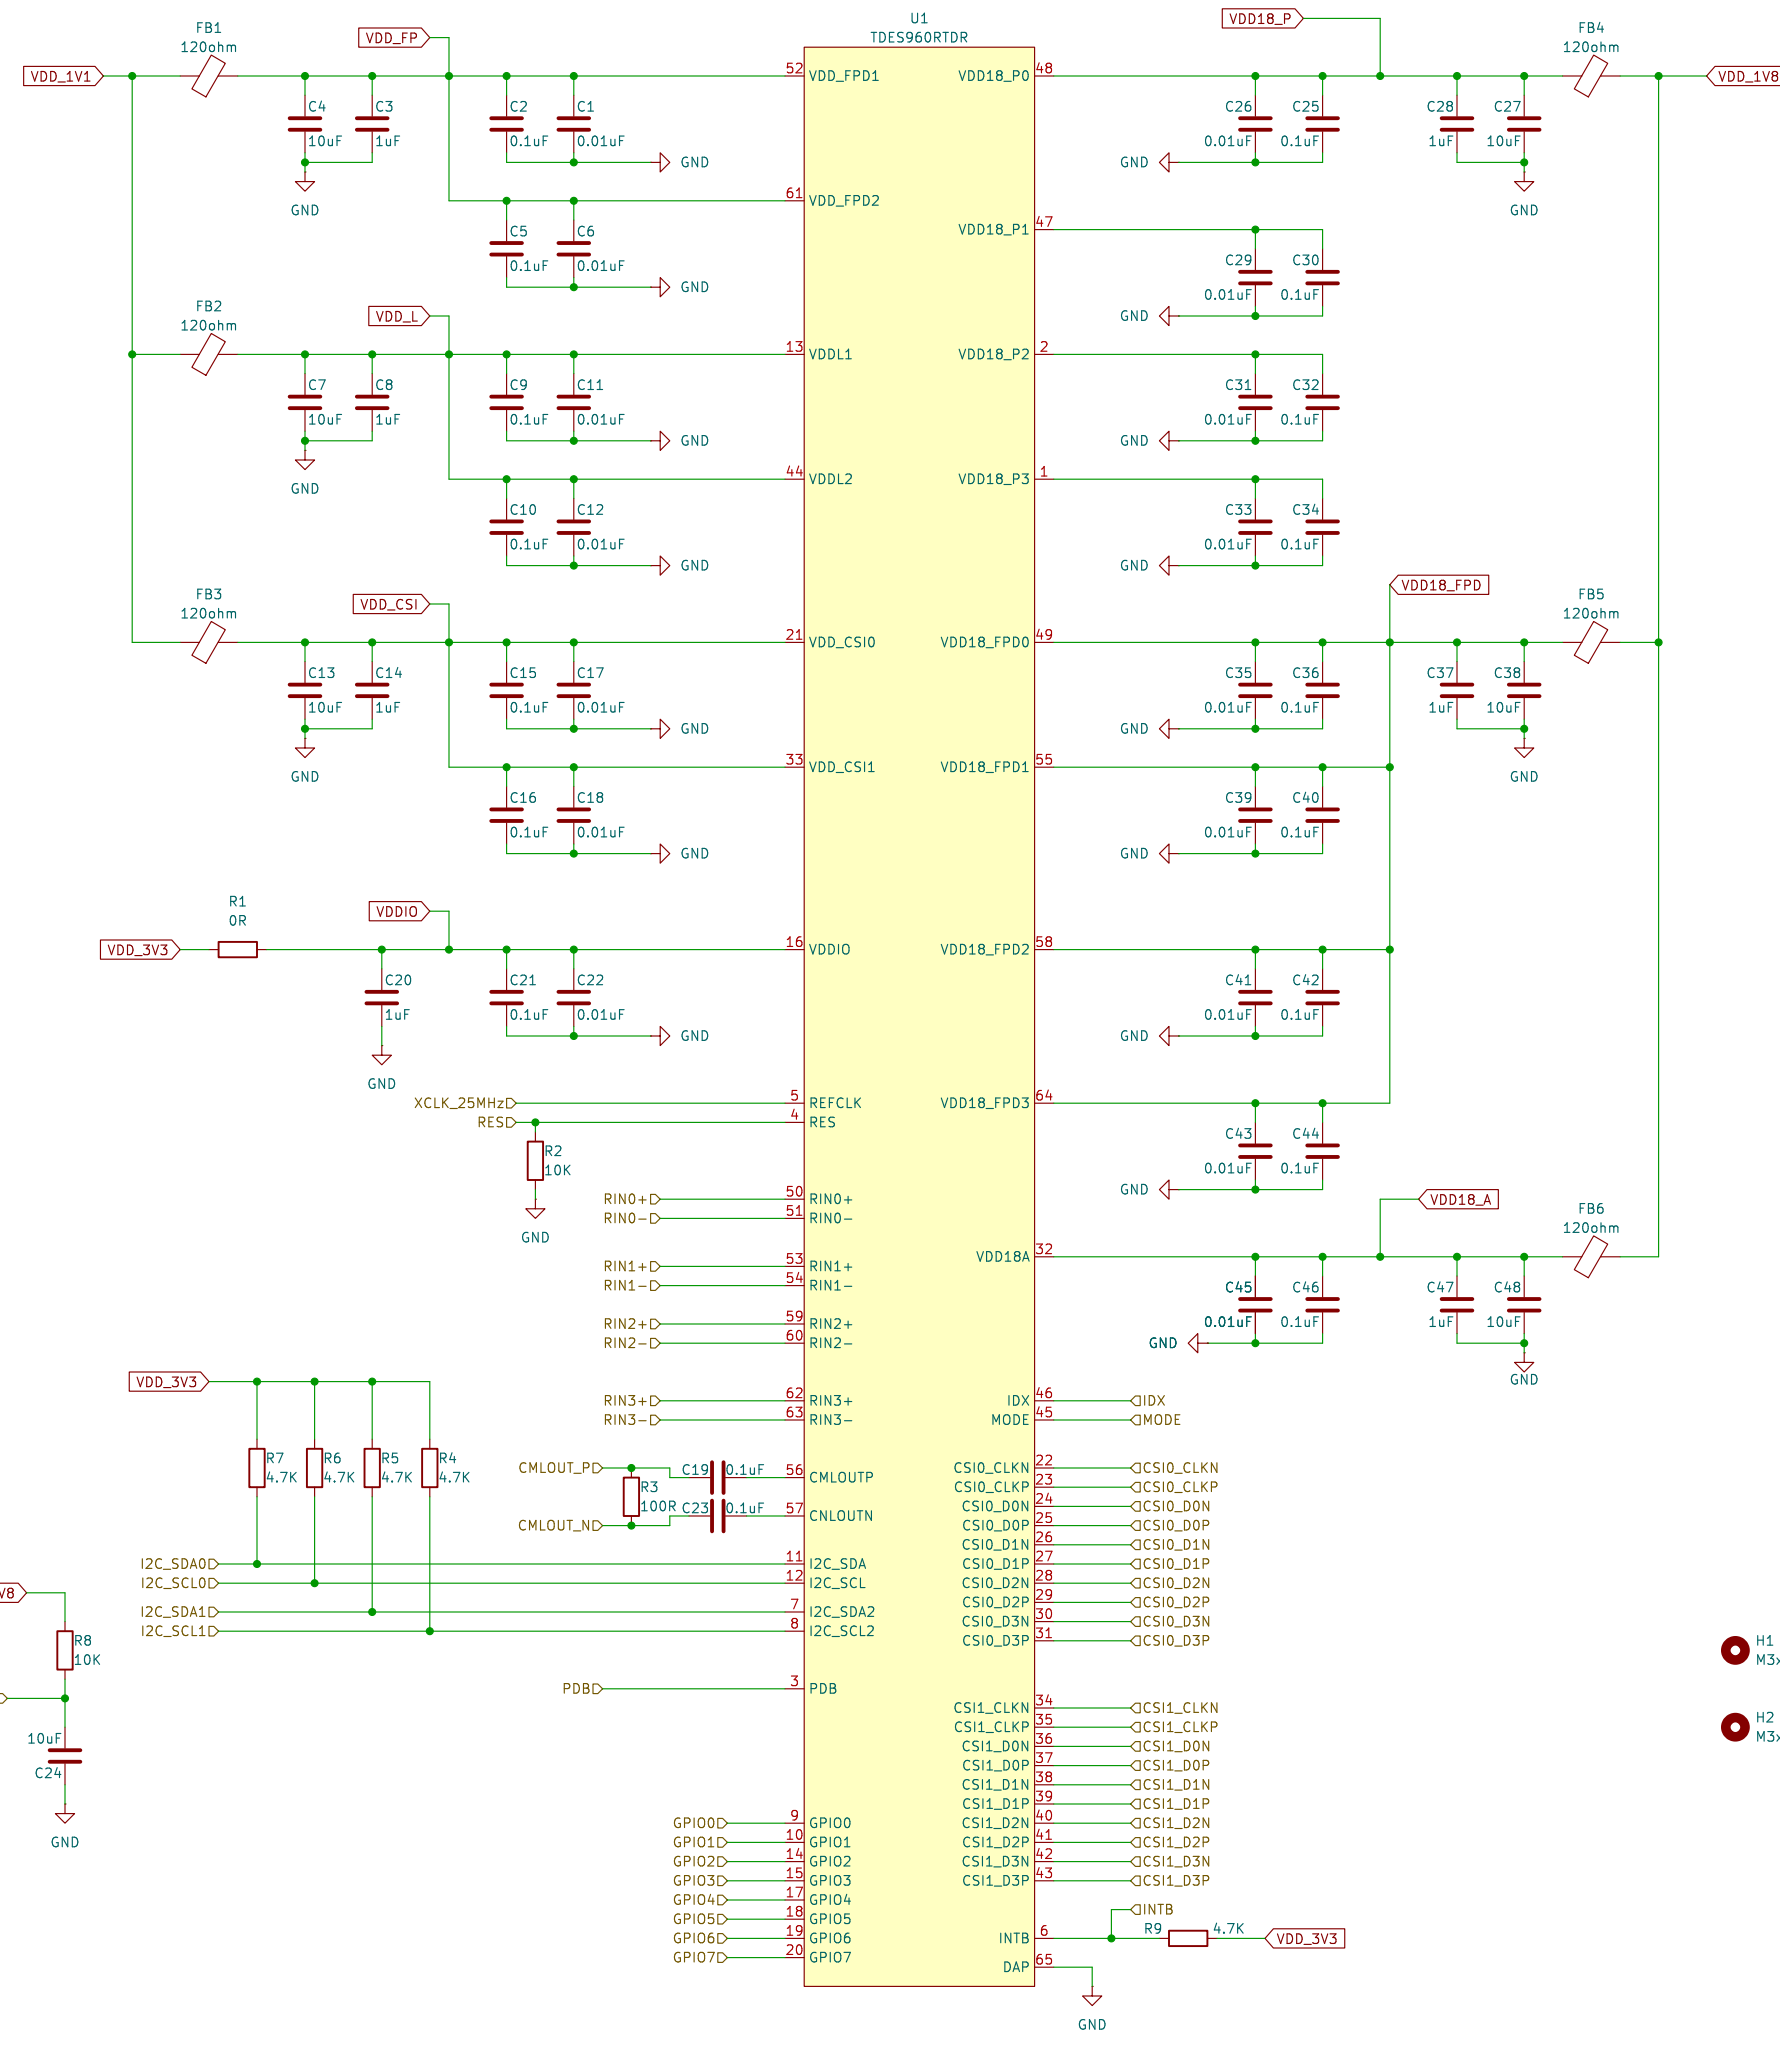 U1
TDES960RTDR
VDD_1V1
FB1
120ohm
VDD_FP
C4
10uF
C3
1uF
GND
C2
0.1uF
C1
0.01uF
GND
C5
0.1uF
C6
0.01uF
GND
FB2
120ohm
VDD_L
C7
10uF
C8
1uF
GND
C9
0.1uF
C11
0.01uF
GND
C10
0.1uF
C12
0.01uF
GND
FB3
120ohm
VDD_CSI
C13
10uF
C14
1uF
GND
C15
0.1uF
C17
0.01uF
GND
C16
0.1uF
C18
0.01uF
GND
R1
0R
VDD_3V3
VDDIO
C20
1uF
GND
C21
0.1uF
C22
0.01uF
GND
XCLK_25MHz
RES
R2
10K
GND
RIN0+
RIN0-
RIN1+
RIN1-
RIN2+
RIN2-
RIN3+
RIN3-
VDD_3V3
R7
4.7K
R6
4.7K
R5
4.7K
R4
4.7K
CMLOUT_P
CMLOUT_N
R3
100R
C19
0.1uF
C23
0.1uF
I2C_SDA0
I2C_SCL0
I2C_SDA1
I2C_SCL1
V8
R8
10K
10uF
C24
GND
PDB
GPIO0
GPIO1
GPIO2
GPIO3
GPIO4
GPIO5
GPIO6
GPIO7
52 VDD_FPD1
61 VDD_FPD2
13 VDDL1
44 VDDL2
21 VDD_CSI0
33 VDD_CSI1
16 VDDIO
5 REFCLK
4 RES
50 RIN0+
51 RIN0-
53 RIN1+
54 RIN1-
59 RIN2+
60 RIN2-
62 RIN3+
63 RIN3-
56 CMLOUTP
57 CNLOUTN
11 I2C_SDA
12 I2C_SCL
7 I2C_SDA2
8 I2C_SCL2
3 PDB
9 GPIO0
10 GPIO1
14 GPIO2
15 GPIO3
17 GPIO4
18 GPIO5
19 GPIO6
20 GPIO7
VDD18_P0 48
VDD18_P1 47
VDD18_P2 2
VDD18_P3 1
VDD18_FPD0 49
VDD18_FPD1 55
VDD18_FPD2 58
VDD18_FPD3 64
VDD18A 32
IDX 46
MODE 45
CSI0_CLKN 22
CSI0_CLKP 23
CSI0_D0N 24
CSI0_D0P 25
CSI0_D1N 26
CSI0_D1P 27
CSI0_D2N 28
CSI0_D2P 29
CSI0_D3N 30
CSI0_D3P 31
CSI1_CLKN 34
CSI1_CLKP 35
CSI1_D0N 36
CSI1_D0P 37
CSI1_D1N 38
CSI1_D1P 39
CSI1_D2N 40
CSI1_D2P 41
CSI1_D3N 42
CSI1_D3P 43
INTB 6
DAP 65
VDD18_P
FB4
120ohm
VDD_1V8
C26
0.01uF
C25
0.1uF
GND
C28
1uF
C27
10uF
GND
C29
0.01uF
C30
0.1uF
GND
C31
0.01uF
C32
0.1uF
GND
C33
0.01uF
C34
0.1uF
GND
VDD18_FPD
FB5
120ohm
C35
0.01uF
C36
0.1uF
GND
C37
1uF
C38
10uF
GND
C39
0.01uF
C40
0.1uF
GND
C41
0.01uF
C42
0.1uF
GND
C43
0.01uF
C44
0.1uF
GND
VDD18_A
FB6
120ohm
C45
0.01uF
C46
0.1uF
GND
C47
1uF
C48
10uF
GND
IDX
MODE
CSI0_CLKN
CSI0_CLKP
CSI0_D0N
CSI0_D0P
CSI0_D1N
CSI0_D1P
CSI0_D2N
CSI0_D2P
CSI0_D3N
CSI0_D3P
CSI1_CLKN
CSI1_CLKP
CSI1_D0N
CSI1_D0P
CSI1_D1N
CSI1_D1P
CSI1_D2N
CSI1_D2P
CSI1_D3N
CSI1_D3P
INTB
R9
4.7K
VDD_3V3
GND
H1
M3x
H2
M3x